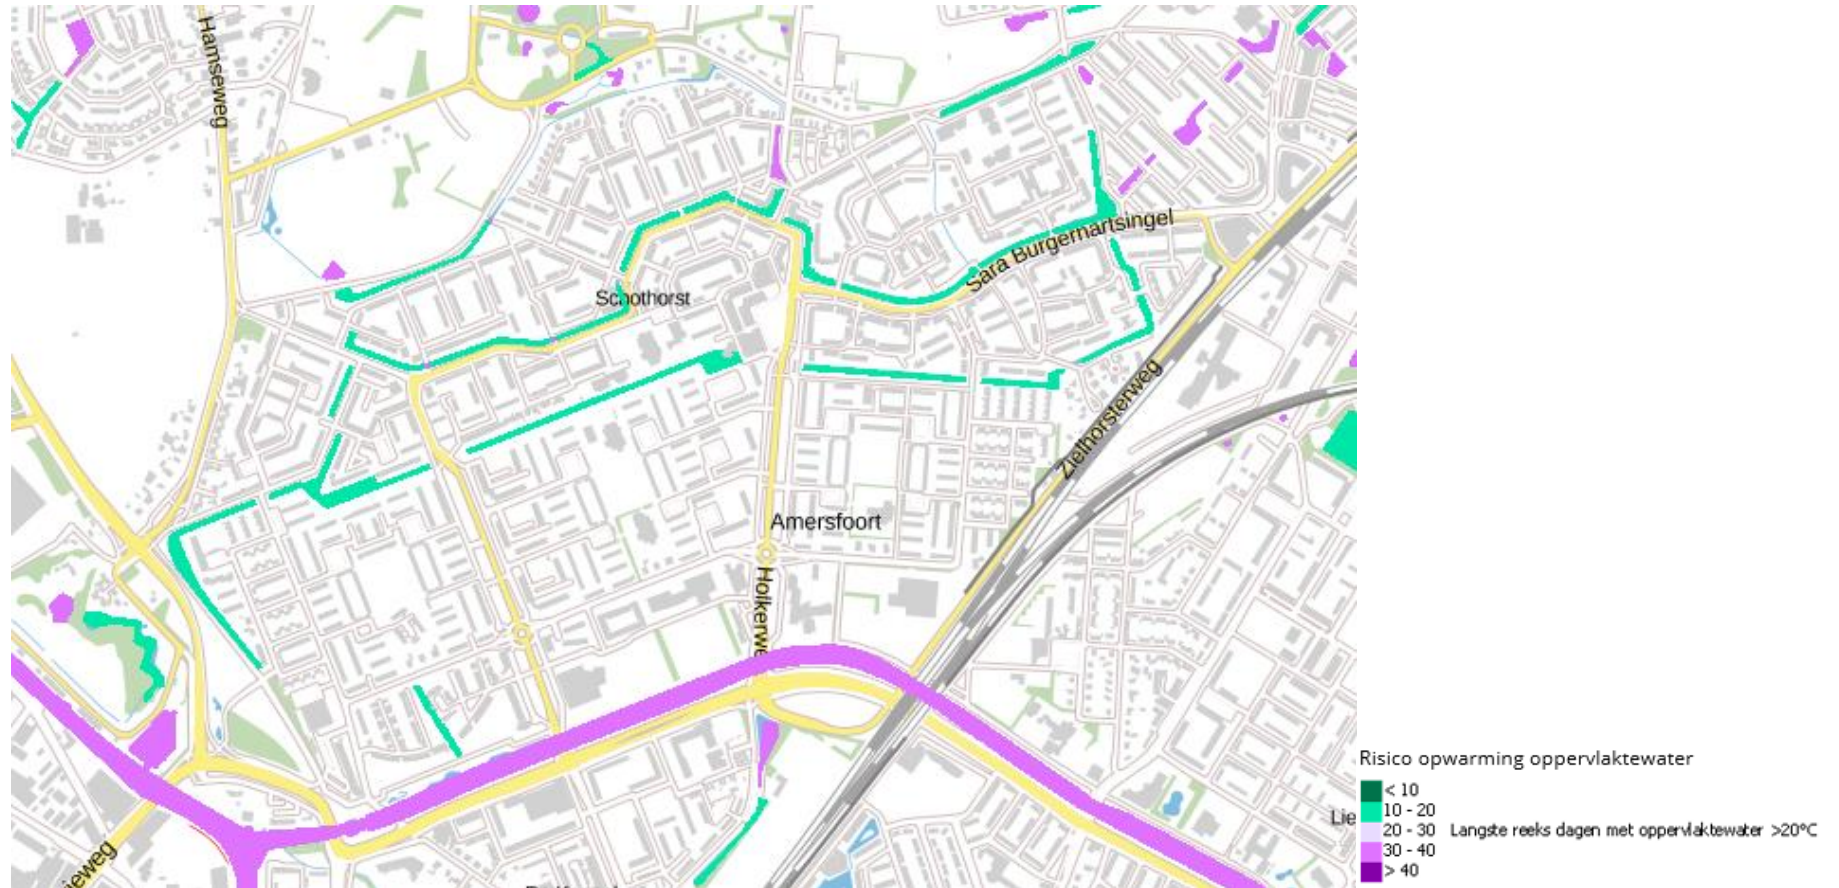 Hamseweg
Sara Burgerhartsingel
Schothorst
Zielhorsterweg
Amersfoort
Holkerwe
Lie
ieweg
Risico opwarming oppervlaktewater
< 10
10 - 20
20 - 30 Langste reeks dagen met oppervlaktewater >20°C
30 - 40
> 40